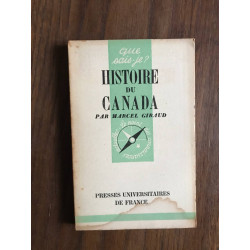 que
sais-je?
HISTOIRE
DU
CANADA
PAR MARCEL GIRAUD
PRESSES UNIVERSITAIRES
DE FRANCE